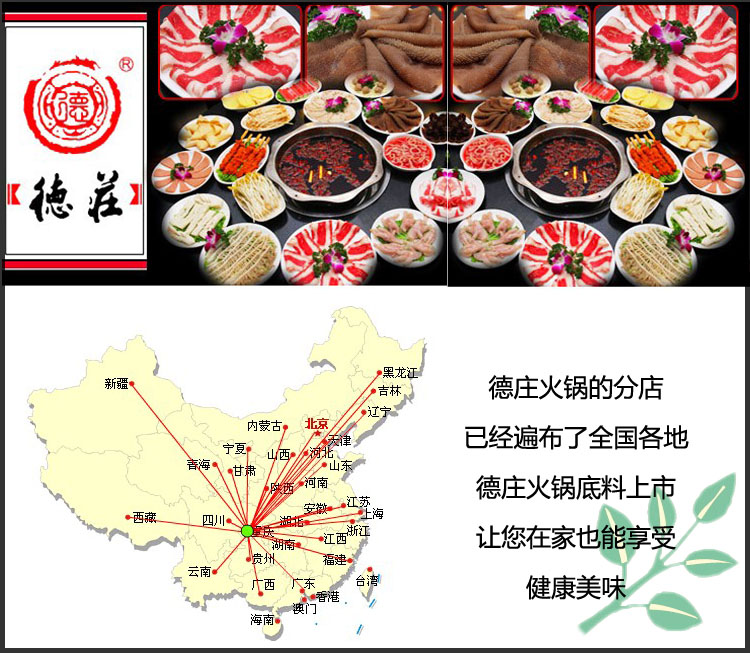 德
®
德莊
德庄火锅的分店
已经遍布了全国各地
德庄火锅底料上市
让您在家也能享受
健康美味
黑龙江
新疆
吉林
辽宁
内蒙古
北京
天津
宁夏
山西
河北
青海
甘肃
山东
陕西
河南
安徽
江苏
西藏
四川
湖北
上海
重庆
浙江
江西
湖南
贵州
福建
云南
广西
广东
台湾
香港
澳门
海南